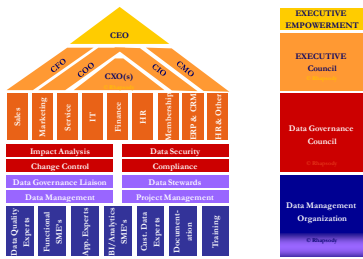 CEO
CFO
COO
CXO(s)
CIO
CMO
Sales
Marketing
Service
IT
Finance
HR
Membership
ERP & CRM
HR & Other
Impact Analysis
Data Security
Change Control
Compliance
Data Governance Liaison
Data Stewards
Data Management
Project Management
Data Quality
Experts
Functional
SME's
App. Experts
BI/Analytics
SME's
Cust. Data
Experts
Document-
ation
Training
EXECUTIVE
EMPOWERMENT
EXECUTIVE
Council
Data Governance
Council
© Rhapsody
Data Management
Organization
© Rhapsody